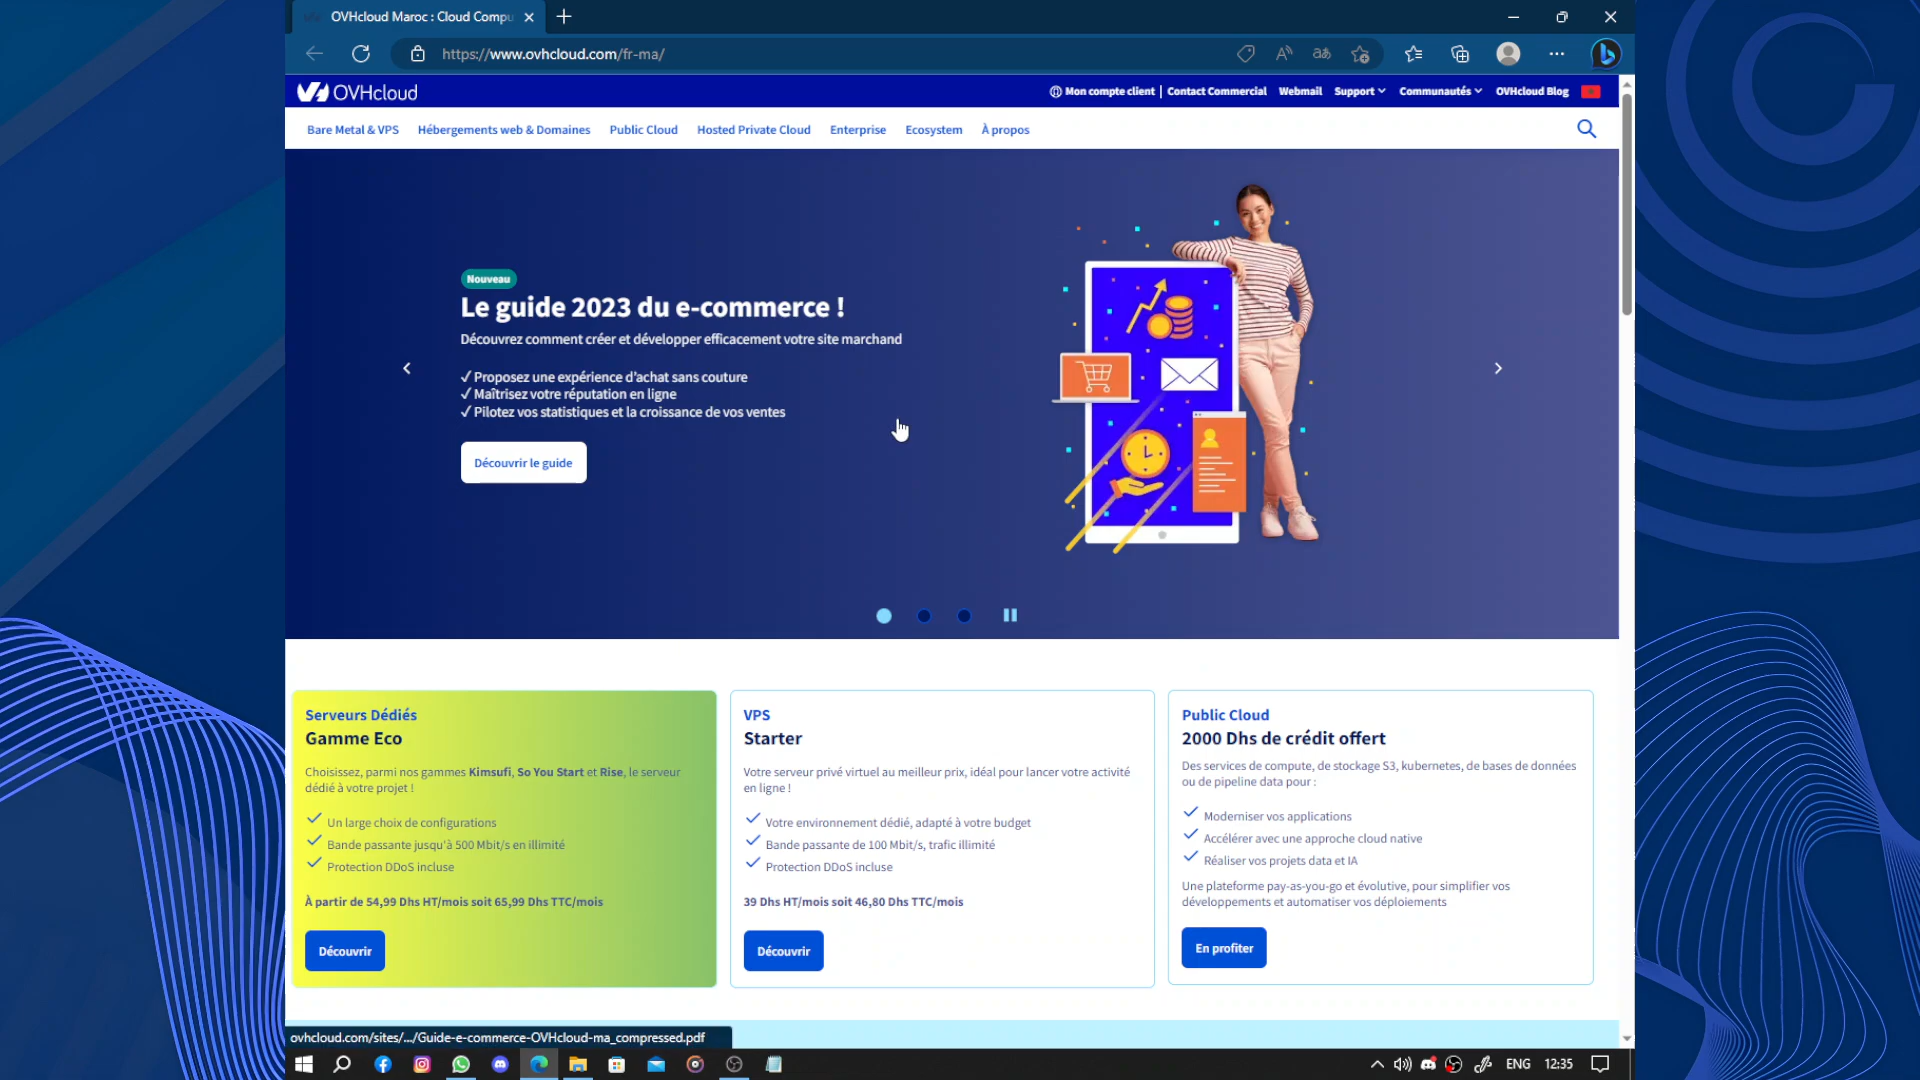 OVHcloud Maroc : Cloud Compu
https://www.ovhcloud.com/fr-ma/
OVHcloud
Mon compte client | Contact Commercial Webmail Support Communautés OVHcloud Blog
Bare Metal & VPS Hébergements web & Domaines Public Cloud Hosted Private Cloud Enterprise Ecosystem À propos
Nouveau
Le guide 2023 du e-commerce !
Découvrez comment créer et développer efficacement votre site marchand
✓ Proposez une expérience d'achat sans couture
✓ Maîtrisez votre réputation en ligne
✓ Pilotez vos statistiques et la croissance de vos ventes
Découvrir le guide
Serveurs Dédiés
Gamme Eco
Choisissez, parmi nos gammes Kimsufi, So You Start et Rise, le serveur
dédié à votre projet !
Un large choix de configurations
Bande passante jusqu'à 500 Mbit/s en illimité
Protection DDoS incluse
À partir de 54,99 Dhs HT/mois soit 65,99 Dhs TTC/mois
Découvrir
VPS
Starter
Votre serveur privé virtuel au meilleur prix, idéal pour lancer votre activité
en ligne !
Votre environnement dédié, adapté à votre budget
Bande passante de 100 Mbit/s, trafic illimité
Protection DDoS incluse
39 Dhs HT/mois soit 46,80 Dhs TTC/mois
Découvrir
Public Cloud
2000 Dhs de crédit offert
Des services de compute, de stockage S3, kubernetes, de bases de données
ou de pipeline data pour :
Moderniser vos applications
Accélérer avec une approche cloud native
Réaliser vos projets data et IA
Une plateforme pay-as-you-go et évolutive, pour simplifier vos
développements et automatiser vos déploiements
En profiter
ovhcloud.com/sites/.../Guide-e-commerce-OVHcloud-ma_compressed.pdf
ENG 12:35